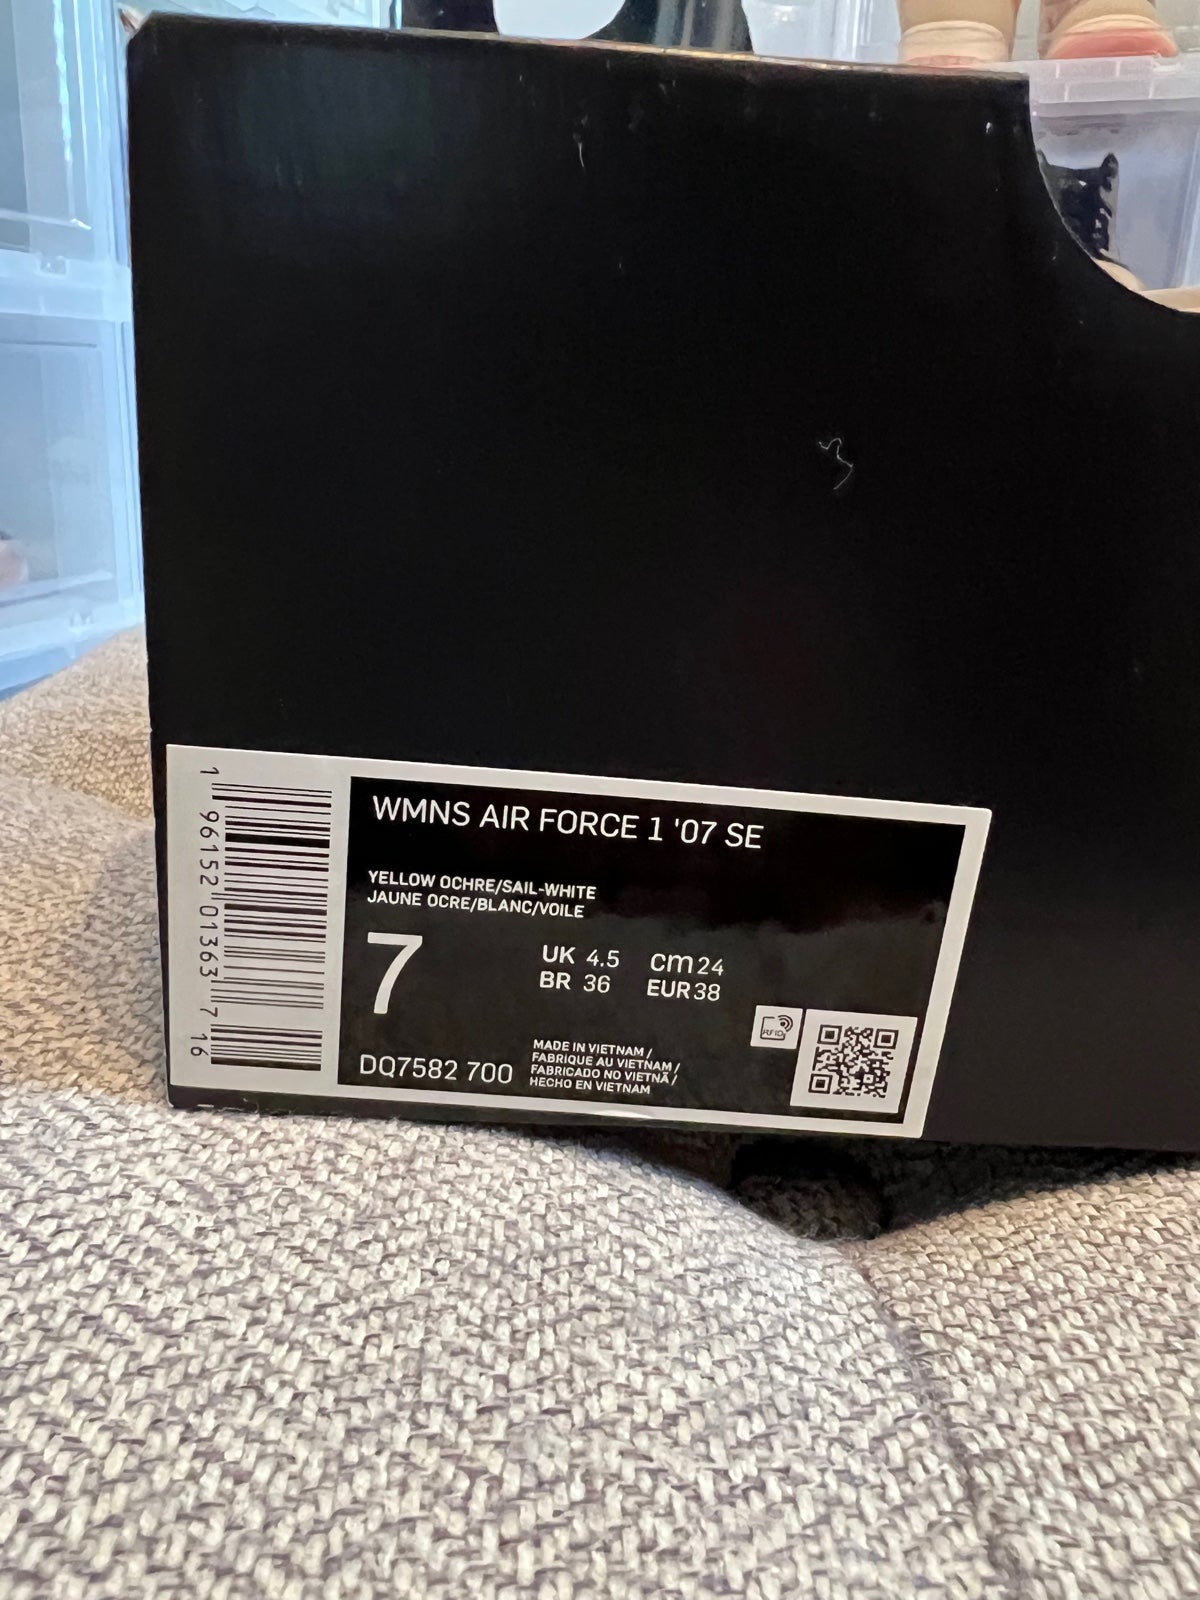 WMNS AIR FORCE 1 '07 SE
YELLOW OCHRE/SAIL-WHITE
JAUNE OCRE/BLANC/VOILE
7
UK 4.5 cm 24
BR 36 EUR 38
DQ7582 700
MADE IN VIETNAM /
FABRIQUE AU VIETNAM /
FABRICADO NO VIETNÃ /
HECHO EN VIETNAM
RFID
1 96152 01363 7 16